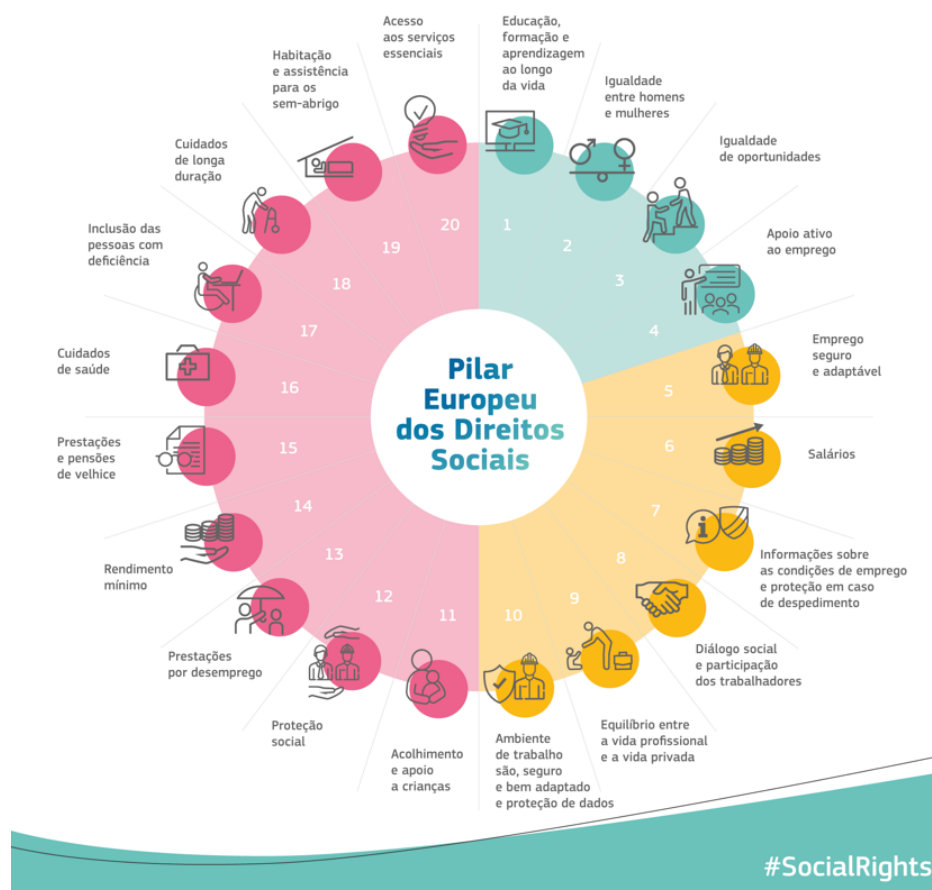 Acesso
aos serviços
essenciais
Educação,
formação e
aprendizagem
ao longo
da vida
Habitação
e assistência
para os
sem-abrigo
Igualdade
entre homens
e mulheres
Cuidados
de longa
duração
Igualdade
de oportunidades
Inclusão das
pessoas com
deficiência
Apoio ativo
ao emprego
20
1
19
2
18
3
17
4
Cuidados
de saúde
Emprego
seguro
e adaptável
16
5
Pilar
Europeu
dos Direitos
Sociais
Prestações
e pensões
de velhice
15
6
Salários
14
7
i
Rendimento
mínimo
Informações sobre
as condições de emprego
e proteção em caso
de despedimento
13
8
12
9
11
10
Prestações
por desemprego
Diálogo social
e participação
dos trabalhadores
Proteção
social
Acolhimento
e apoio
a crianças
Ambiente
de trabalho
são, seguro
e bem adaptado
e proteção de dados
Equilíbrio entre
a vida profissional
e a vida privada
#SocialRights